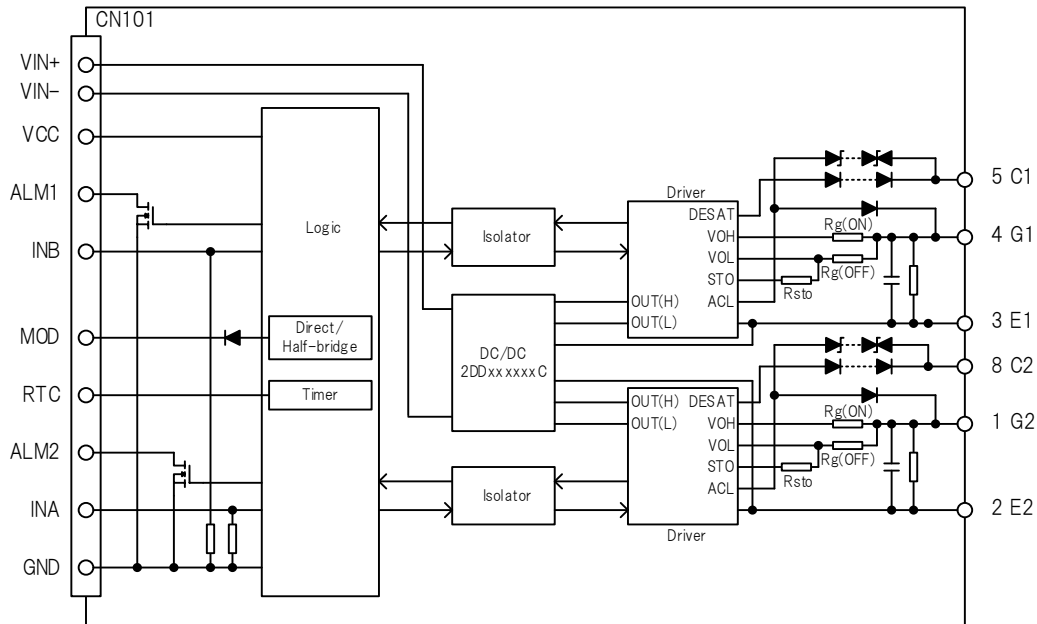 CN101
VIN+
VIN-
VCC
ALM1
INB
MOD
RTC
ALM2
INA
GND
Logic
Direct/
Half-bridge
Timer
Isolator
DC/DC
2DDxxxxxxC
Isolator
Driver
DESAT
VOH
VOL
STO
ACL
OUT(H)
OUT(L)
Rg(ON)
Rg(OFF)
Rsto
5 C1
4 G1
3 E1
8 C2
OUT(H) DESAT
OUT(L) VOH
VOL
STO
ACL
Driver
Rg(ON)
Rg(OFF)
Rsto
1 G2
2 E2